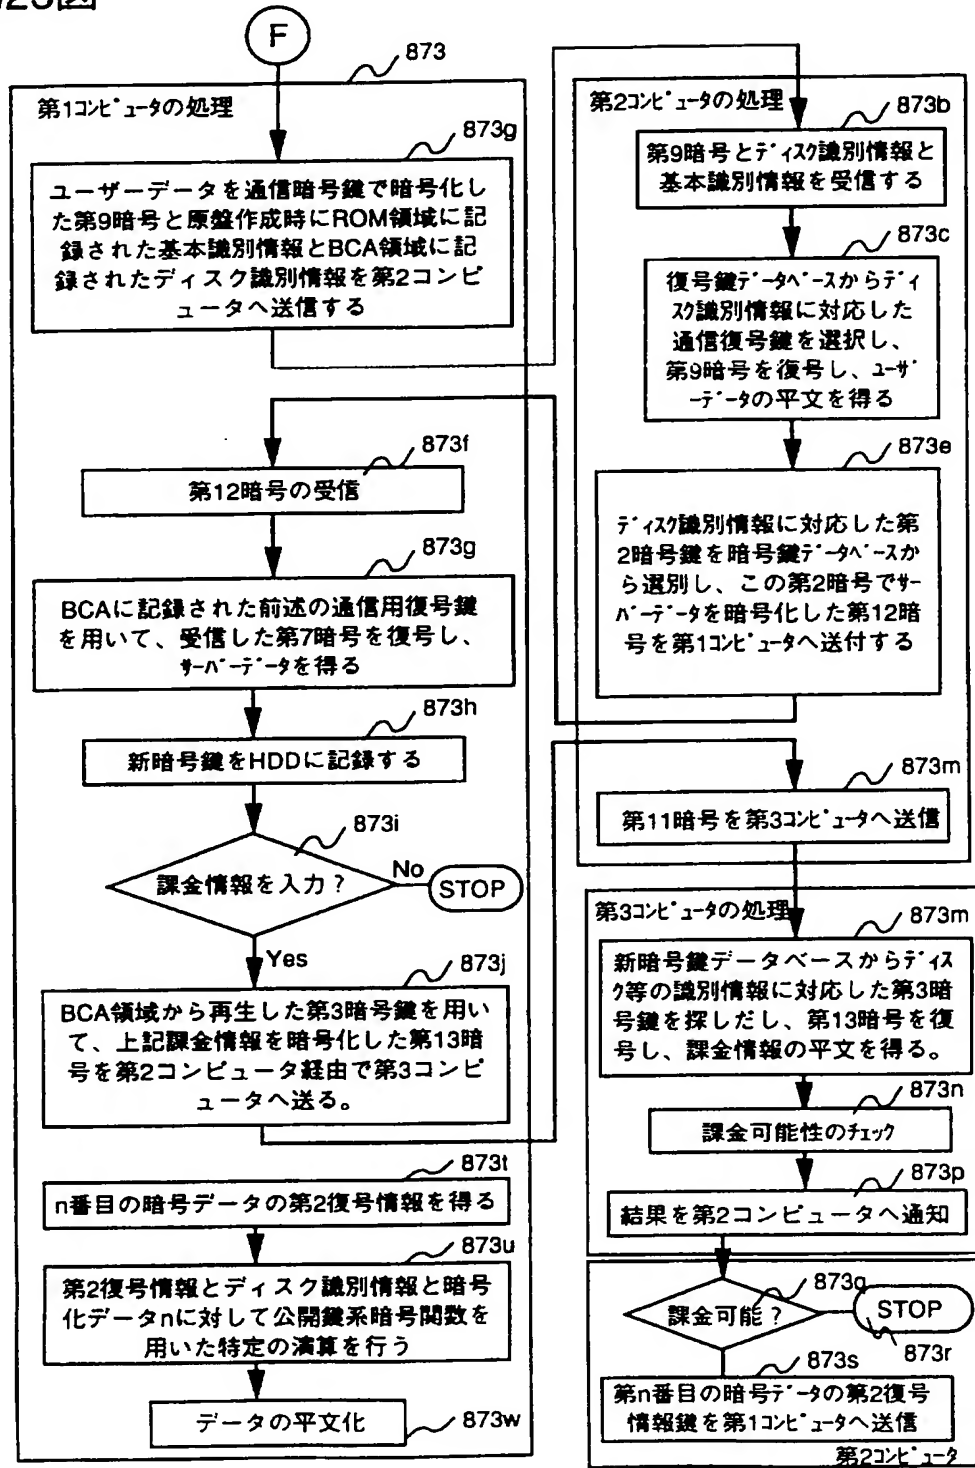 23図
F
873
第1コンピュータの処理
873g
ユーザーデータを通信暗号鍵で暗号化し
た第9暗号と原盤作成時にROM領域に記
録された基本識別情報とBCA領域に記
録されたディスク識別情報を第2コンピ
ュータへ送信する
873f
第12暗号の受信
873g
BCAに記録された前述の通信用復号鍵
を用いて、受信した第7暗号を復号し、
サーバーデータを得る
873h
新暗号鍵をHDDに記録する
873i
課金情報を入力?
No
STOP
Yes
873j
BCA領域から再生した第3暗号鍵を用い
て、上記課金情報を暗号化した第13暗
号を第2コンピュータ経由で第3コンピ
ュータへ送る。
873t
n番目の暗号データの第2復号情報を得る
873u
第2復号情報とディスク識別情報と暗号
化データnに対して公開鍵系暗号関数を
用いた特定の演算を行う
データの平文化
873w
第2コンピュータの処理
873b
第9暗号とディスク識別情報と
基本識別情報を受信する
873c
復号鍵データベースからディ
スク識別情報に対応した
通信復号鍵を選択し、
第9暗号を復号し、ユーザ
ーデータの平文を得る
873e
ディスク識別情報に対応した第
2暗号鍵を暗号鍵データベースか
ら選別し、この第2暗号でサー
バーデータを暗号化した第12暗
号を第1コンピュータへ送付する
873m
第11暗号を第3コンピュータへ送信
第3コンピュータの処理
873m
新暗号鍵データベースからディス
ク等の識別情報に対応した第3暗
号鍵を探しだし、第13暗号を復
号し、課金情報の平文を得る。
873n
課金可能性のチェック
873p
結果を第2コンピュータへ通知
873q
課金可能?
STOP
873r
873s
第n番目の暗号データの第2復号
情報鍵を第1コンピュータへ送信
第2コンピュータ